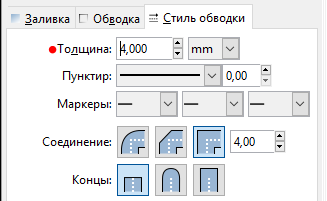 Заливка Обводка Стиль обводки
Толщина: 4,000 mm
Пунктир: 0,00
Маркеры:
Соединение: 4,00
Концы: